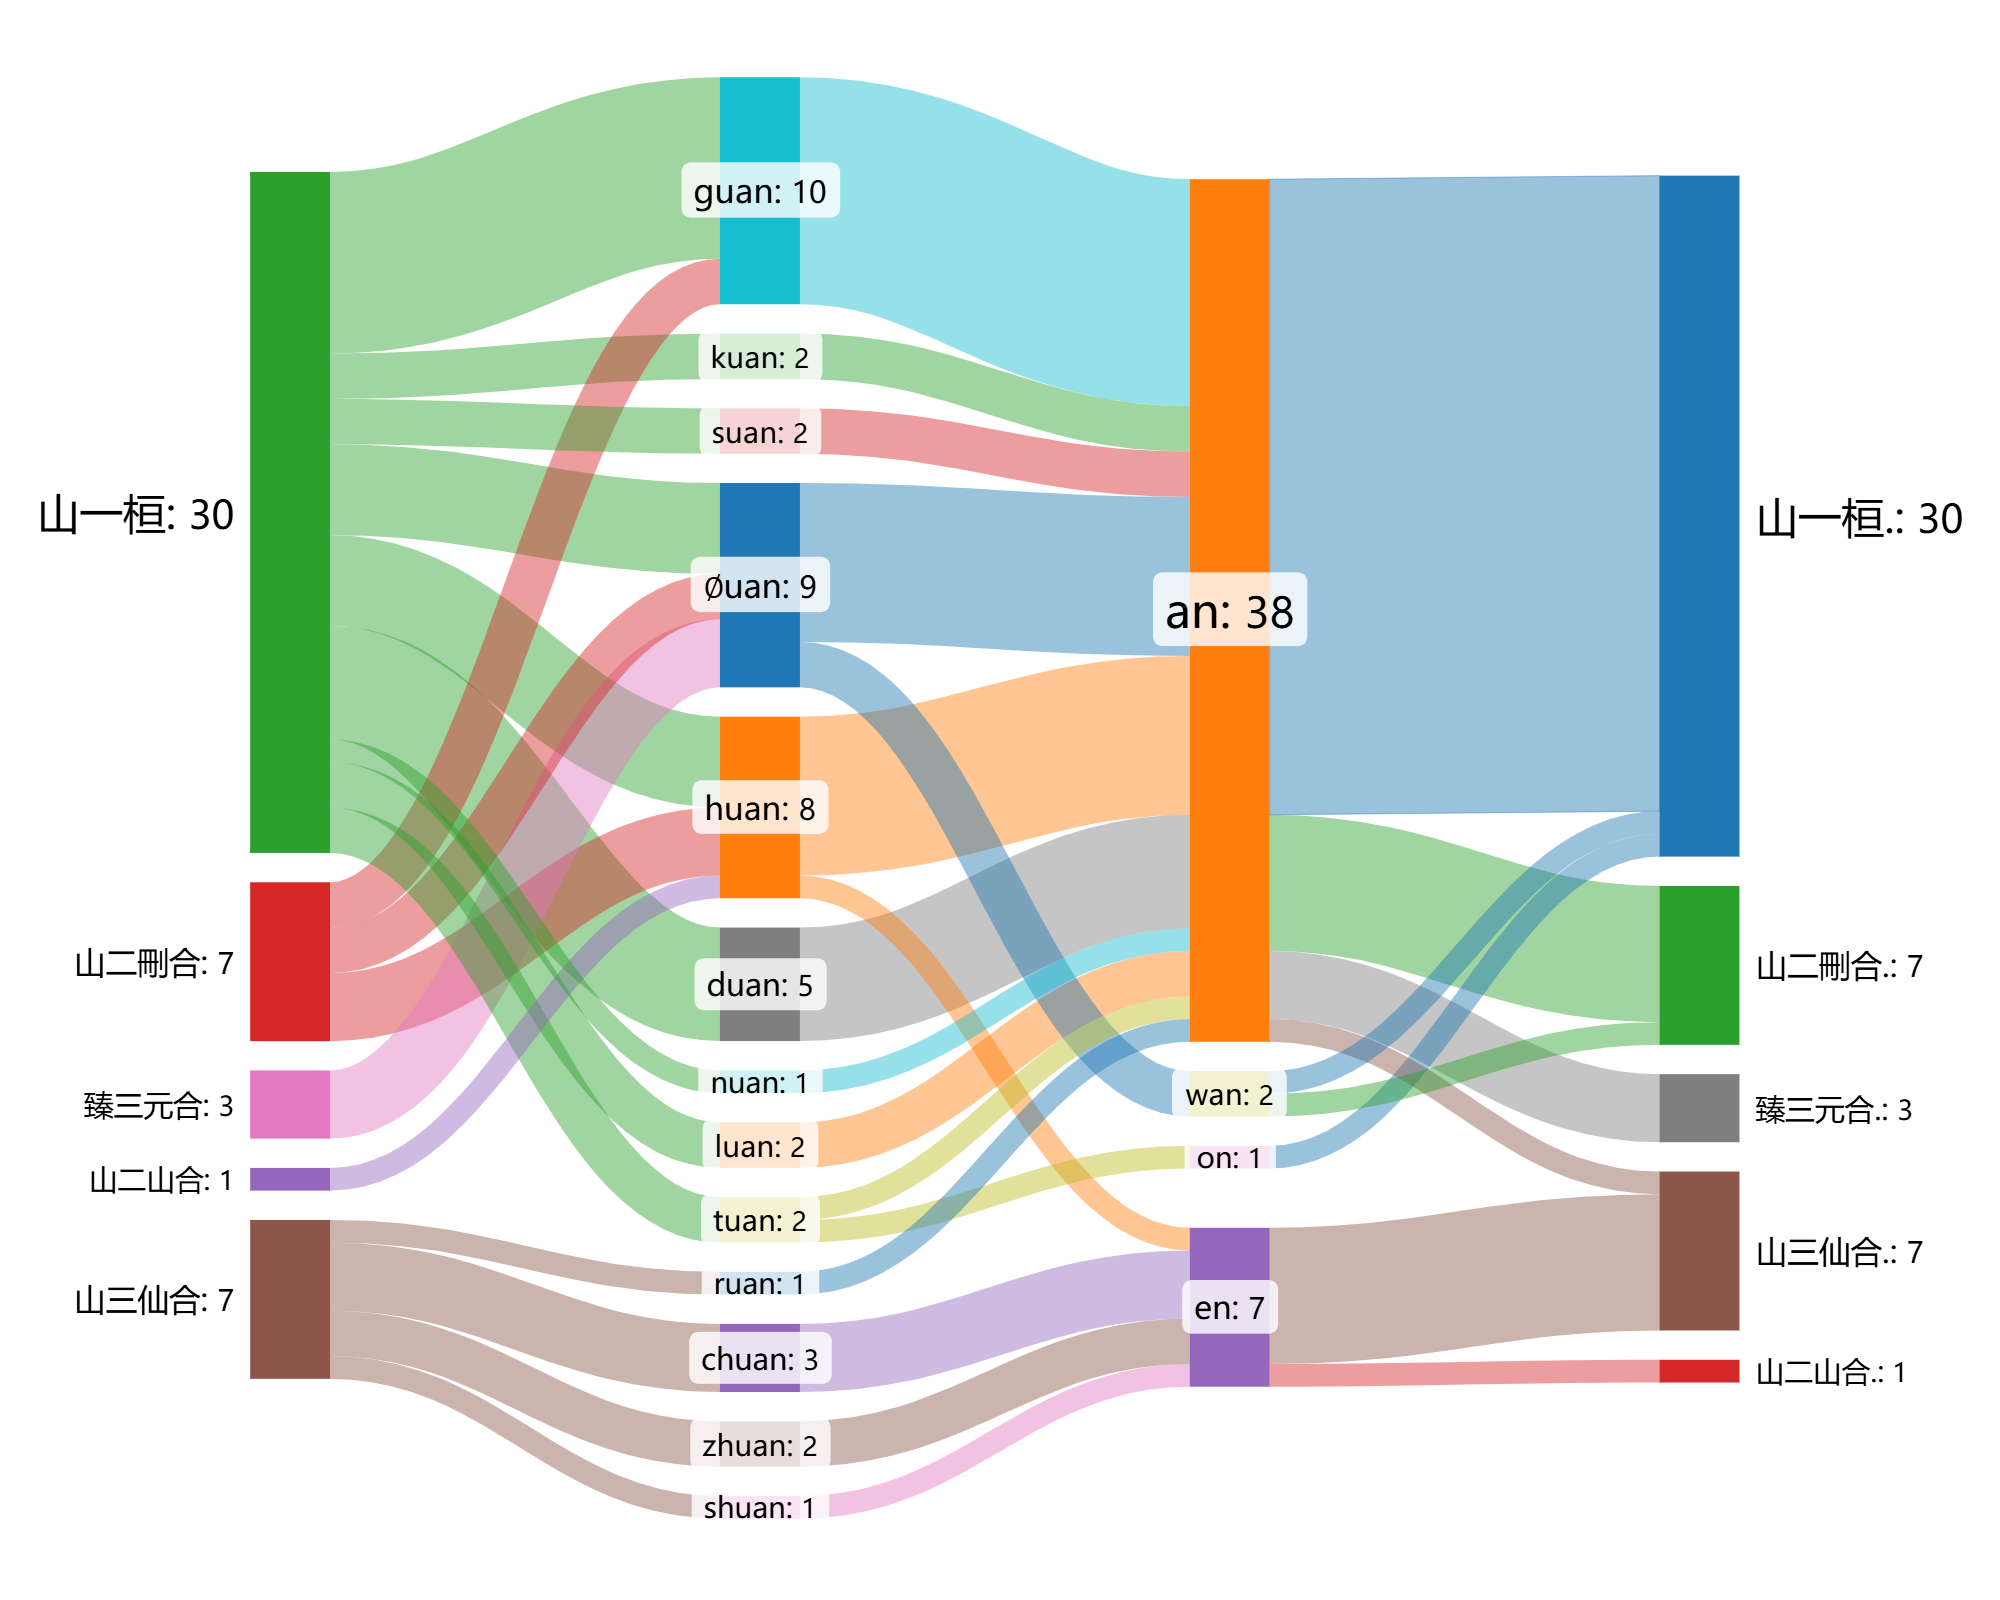 山一桓: 30
山二刪合: 7
臻三元合: 3
山二山合: 1
山三仙合: 7
guan: 10
kuan: 2
suan: 2
∅uan: 9
huan: 8
duan: 5
nuan: 1
luan: 2
tuan: 2
ruan: 1
chuan: 3
zhuan: 2
shuan: 1
an: 38
wan: 2
on: 1
en: 7
山一桓.: 30
山二刪合.: 7
臻三元合.: 3
山三仙合.: 7
山二山合.: 1